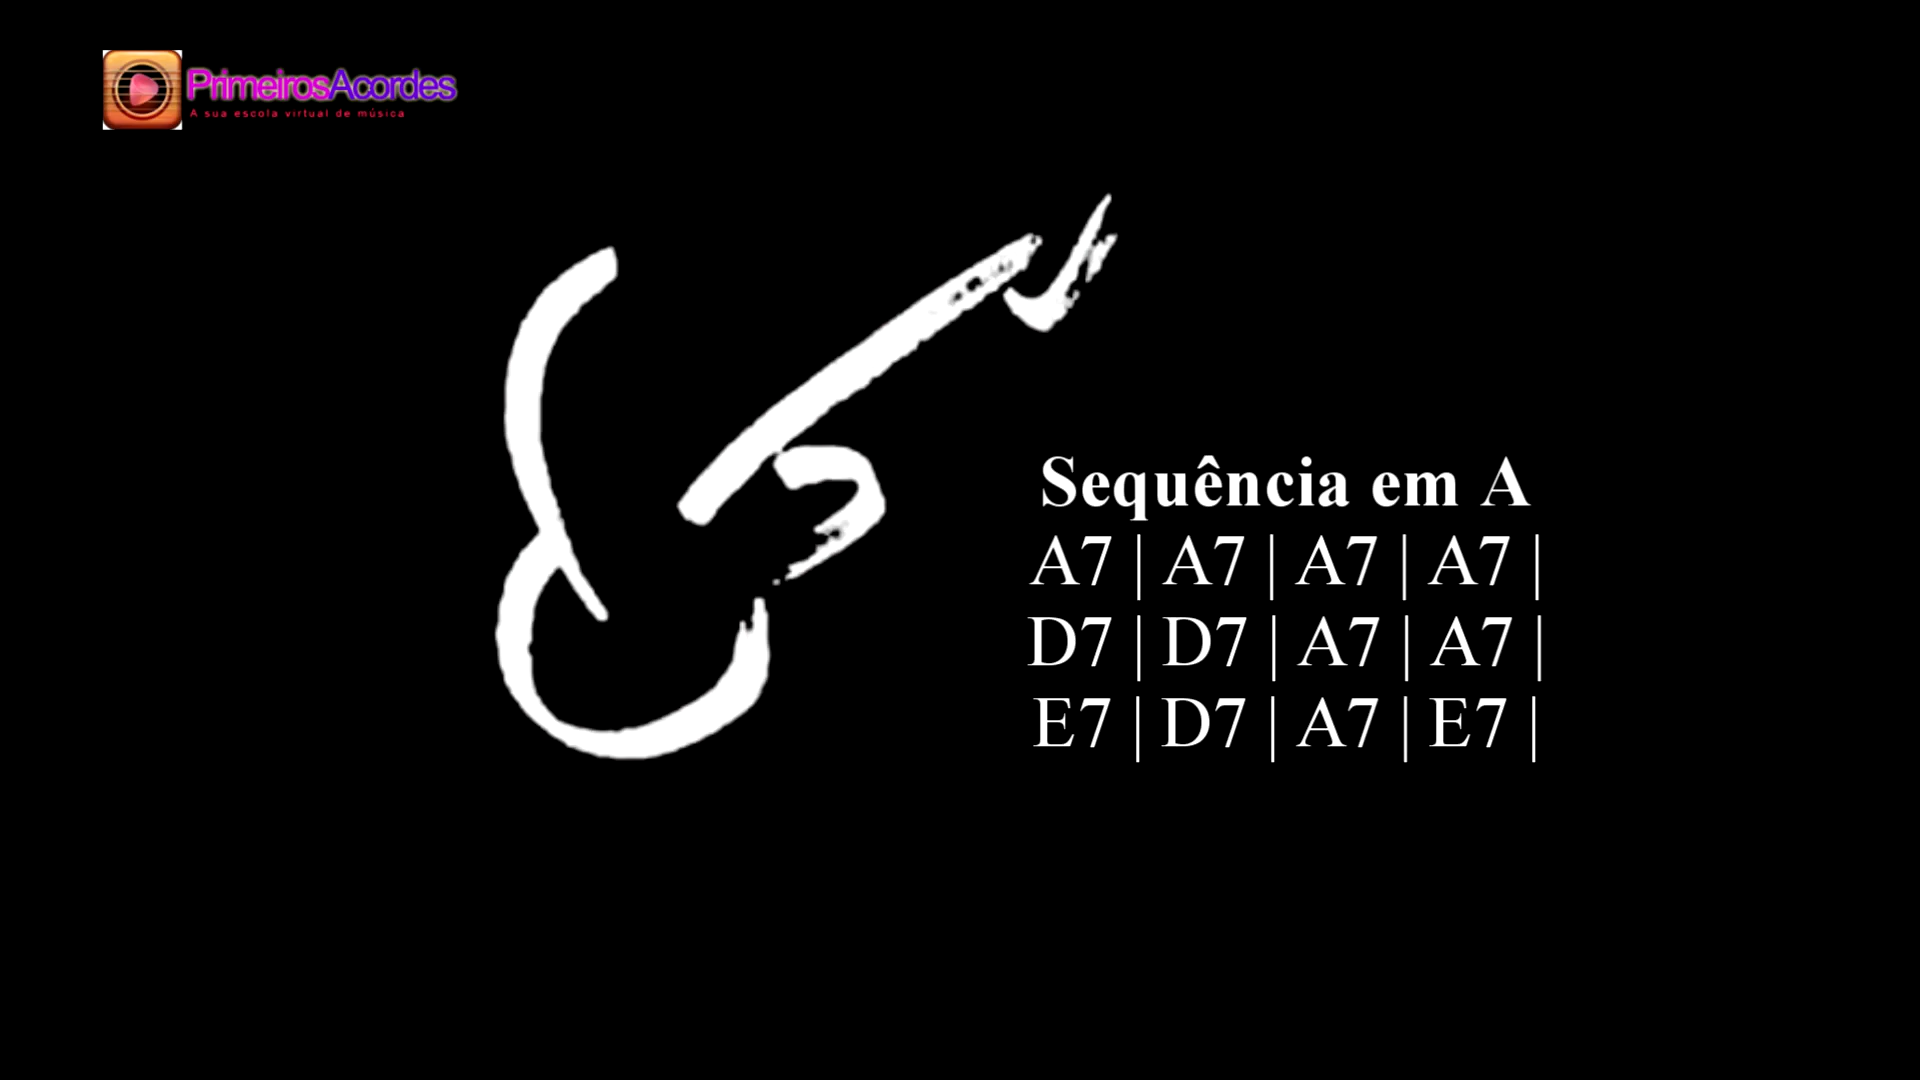 PrimeirosAcordes
A sua escola virtual de música
Sequência em A
A7 | A7 | A7 | A7 |
D7 | D7 | A7 | A7 |
E7 | D7 | A7 | E7 |